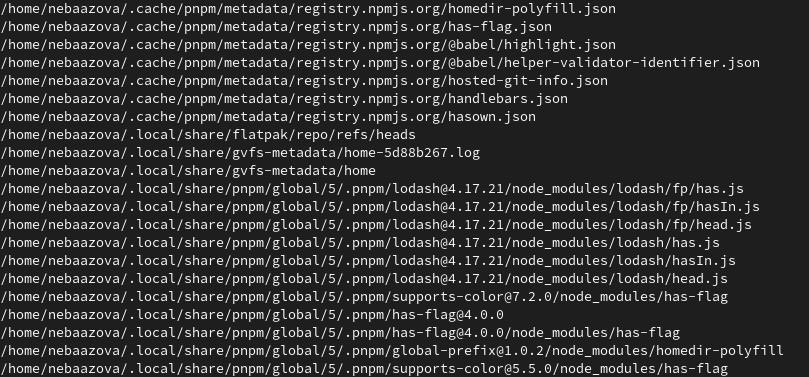 /home/nebaazova/.cache/pnpm/metadata/registry.npmjs.org/homedir-polyfill.json
/home/nebaazova/.cache/pnpm/metadata/registry.npmjs.org/has-flag.json
/home/nebaazova/.cache/pnpm/metadata/registry.npmjs.org/@babel/highlight.json
/home/nebaazova/.cache/pnpm/metadata/registry.npmjs.org/@babel/helper-validator-identifier.json
/home/nebaazova/.cache/pnpm/metadata/registry.npmjs.org/hosted-git-info.json
/home/nebaazova/.cache/pnpm/metadata/registry.npmjs.org/handlebars.json
/home/nebaazova/.cache/pnpm/metadata/registry.npmjs.org/hasown.json
/home/nebaazova/.local/share/flatpak/repo/refs/heads
/home/nebaazova/.local/share/gvfs-metadata/home-5d88b267.log
/home/nebaazova/.local/share/gvfs-metadata/home
/home/nebaazova/.local/share/pnpm/global/5/.pnpm/lodash@4.17.21/node_modules/lodash/fp/has.js
/home/nebaazova/.local/share/pnpm/global/5/.pnpm/lodash@4.17.21/node_modules/lodash/fp/hasIn.js
/home/nebaazova/.local/share/pnpm/global/5/.pnpm/lodash@4.17.21/node_modules/lodash/fp/head.js
/home/nebaazova/.local/share/pnpm/global/5/.pnpm/lodash@4.17.21/node_modules/lodash/has.js
/home/nebaazova/.local/share/pnpm/global/5/.pnpm/lodash@4.17.21/node_modules/lodash/hasIn.js
/home/nebaazova/.local/share/pnpm/global/5/.pnpm/lodash@4.17.21/node_modules/lodash/head.js
/home/nebaazova/.local/share/pnpm/global/5/.pnpm/supports-color@7.2.0/node_modules/has-flag
/home/nebaazova/.local/share/pnpm/global/5/.pnpm/has-flag@4.0.0
/home/nebaazova/.local/share/pnpm/global/5/.pnpm/has-flag@4.0.0/node_modules/has-flag
/home/nebaazova/.local/share/pnpm/global/5/.pnpm/global-prefix@1.0.2/node_modules/homedir-polyfill
/home/nebaazova/.local/share/pnpm/global/5/.pnpm/supports-color@5.5.0/node_modules/has-flag